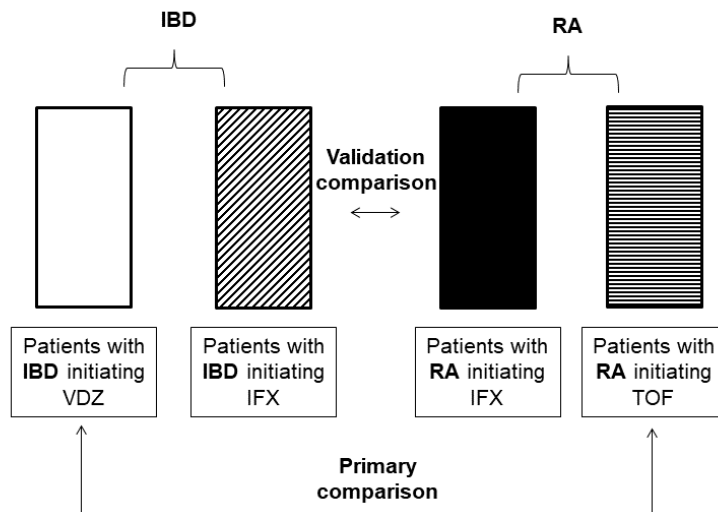 IBD
RA
Validation
comparison
Patients with
IBD initiating
VDZ
Patients with
IBD initiating
IFX
Patients with
RA initiating
IFX
Patients with
RA initiating
TOF
Primary
comparison